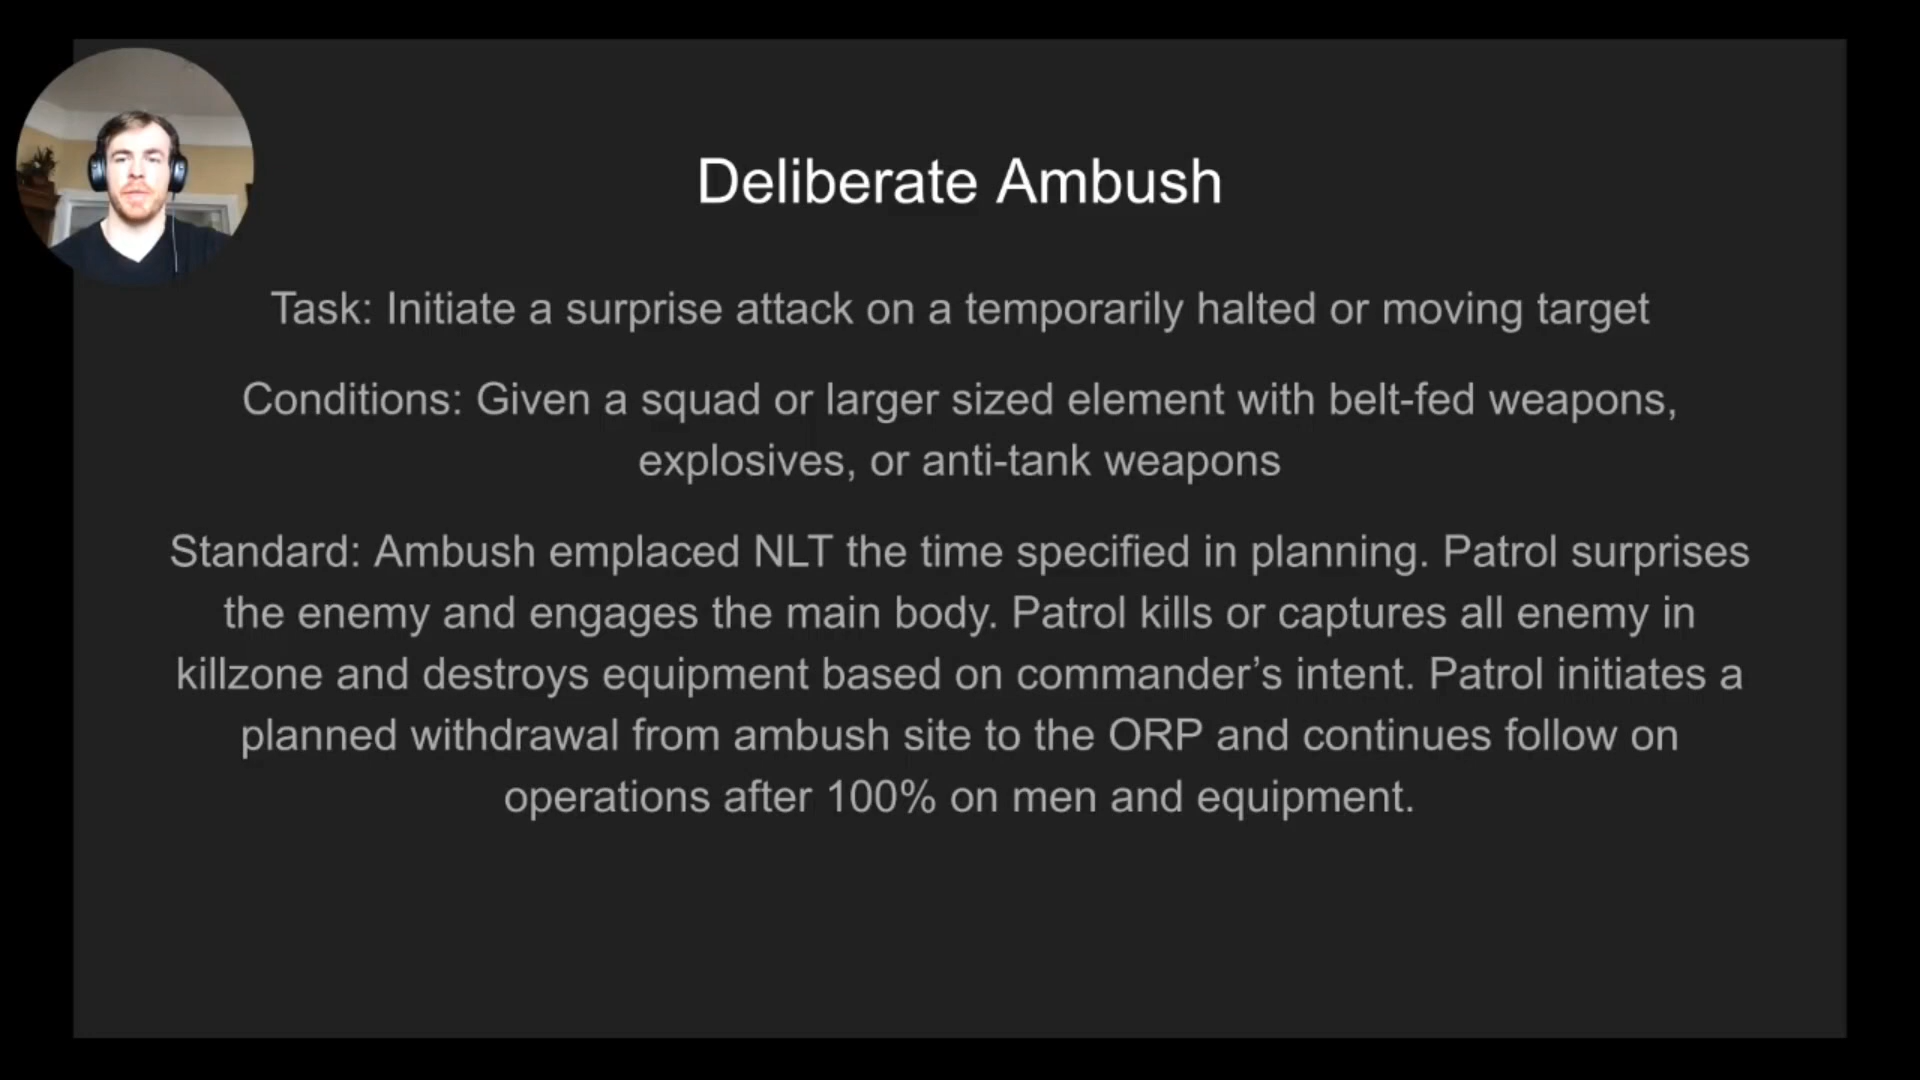 Deliberate Ambush
Task: Initiate a surprise attack on a temporarily halted or moving target
Conditions: Given a squad or larger sized element with belt-fed weapons,
explosives, or anti-tank weapons
Standard: Ambush emplaced NLT the time specified in planning. Patrol surprises
the enemy and engages the main body. Patrol kills or captures all enemy in
killzone and destroys equipment based on commander’s intent. Patrol initiates a
planned withdrawal from ambush site to the ORP and continues follow on
operations after 100% on men and equipment.